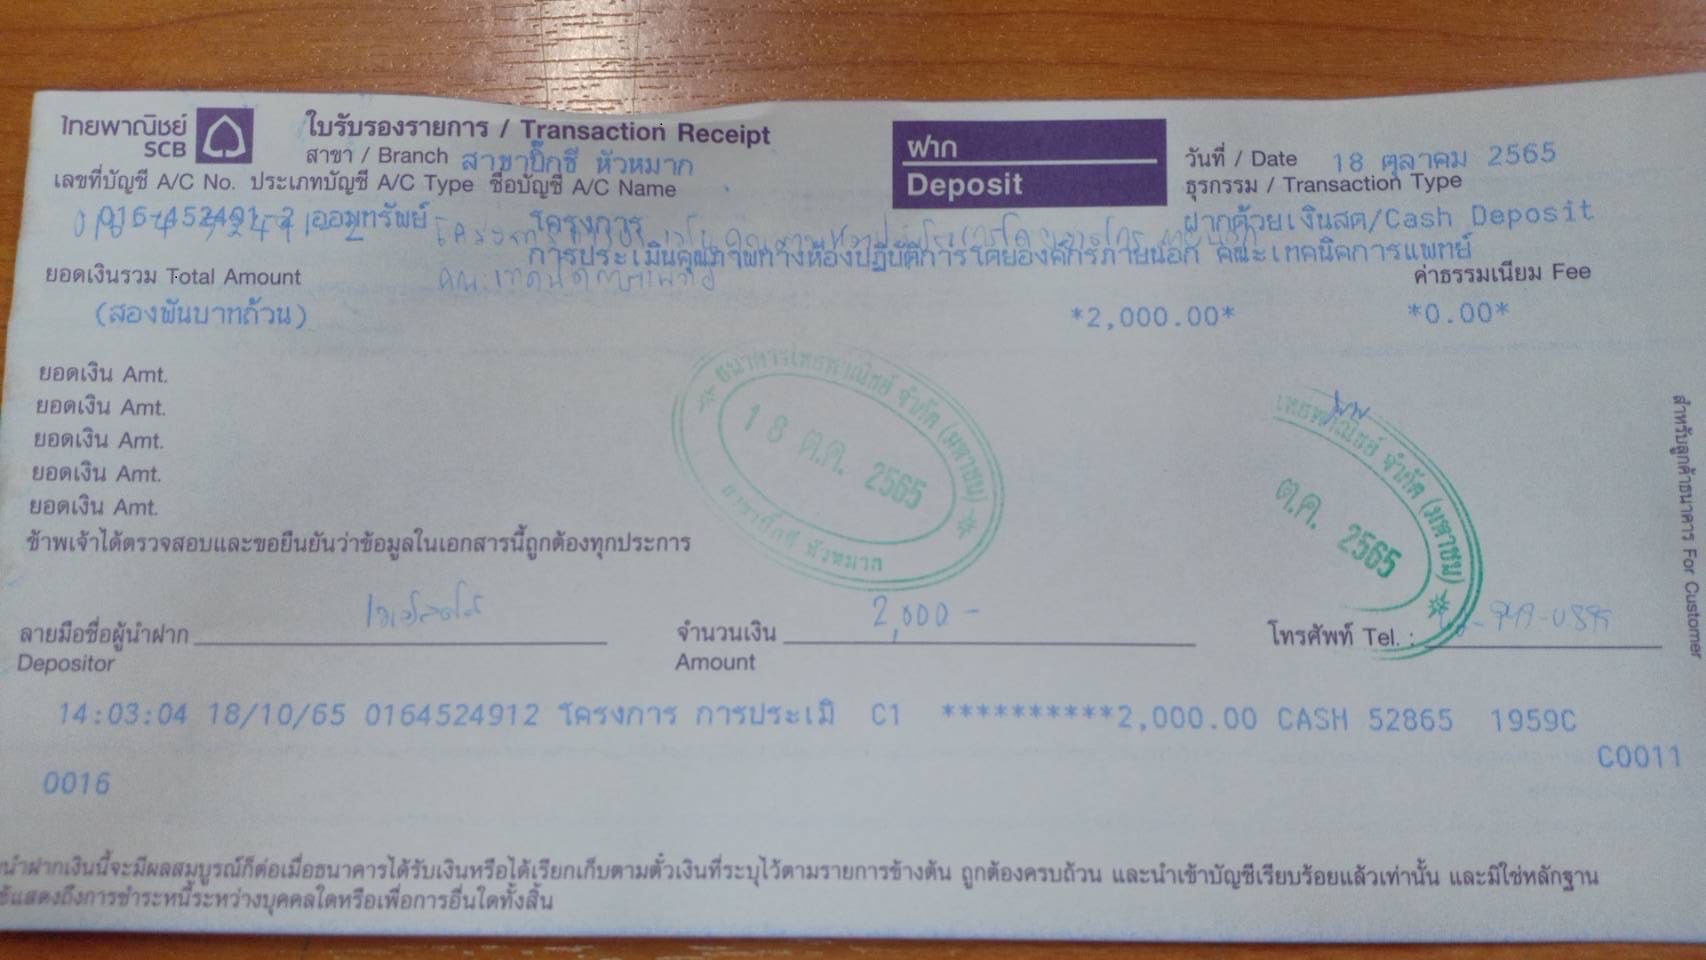 ไทยพาณิชย์
SCB
ใบรับรองรายการ / Transaction Receipt
สาขา / Branch สาขาบิ๊กซี หัวหมาก
เลขที่บัญชี A/C No. ประเภทบัญชี A/C Type ชื่อบัญชี A/C Name
ฝาก
Deposit
วันที่ / Date 18 ตุลาคม 2565
ธุรกรรม / Transaction Type
016-452491-2 ออมทรัพย์ โครงการ ฝากด้วยเงินสด/Cash Deposit
การประเมินคุณภาพทางห้องปฏิบัติการโดยองค์กรภายนอก คณะเทคนิคการแพทย์
คณะเทคนิคการแพทย์
ยอดเงินรวม Total Amount ค่าธรรมเนียม Fee
(สองพันบาทถ้วน) *2,000.00* *0.00*
ยอดเงิน Amt.
ยอดเงิน Amt.
ยอดเงิน Amt.
ยอดเงิน Amt.
ยอดเงิน Amt.
ธนาคารไทยพาณิชย์ จำกัด (มหาชน)
18 ต.ค. 2565
สาขาบิ๊กซี หัวหมาก
ไทยพาณิชย์ จำกัด (มหาชน)
ต.ค. 2565
สำหรับลูกค้าธนาคาร For Customer
ข้าพเจ้าได้ตรวจสอบและขอยืนยันว่าข้อมูลในเอกสารนี้ถูกต้องทุกประการ
ลายมือชื่อผู้นำฝาก จำนวนเงิน 2,000- โทรศัพท์ Tel. :
Depositor Amount
14:03:04 18/10/65 0164524912 โครงการ การประเมิ C1 **********2,000.00 CASH 52865 1959C
C0011
0016
นำฝากเงินนี้จะมีผลสมบูรณ์ก็ต่อเมื่อธนาคารได้รับเงินหรือได้เรียกเก็บตามตั๋วเงินที่ระบุไว้ตามรายการข้างต้น ถูกต้องครบถ้วน และนำเข้าบัญชีเรียบร้อยแล้วเท่านั้น และมิใช่หลักฐาน
แสดงถึงการชำระหนี้ระหว่างบุคคลใดหรือเพื่อการอื่นใดทั้งสิ้น